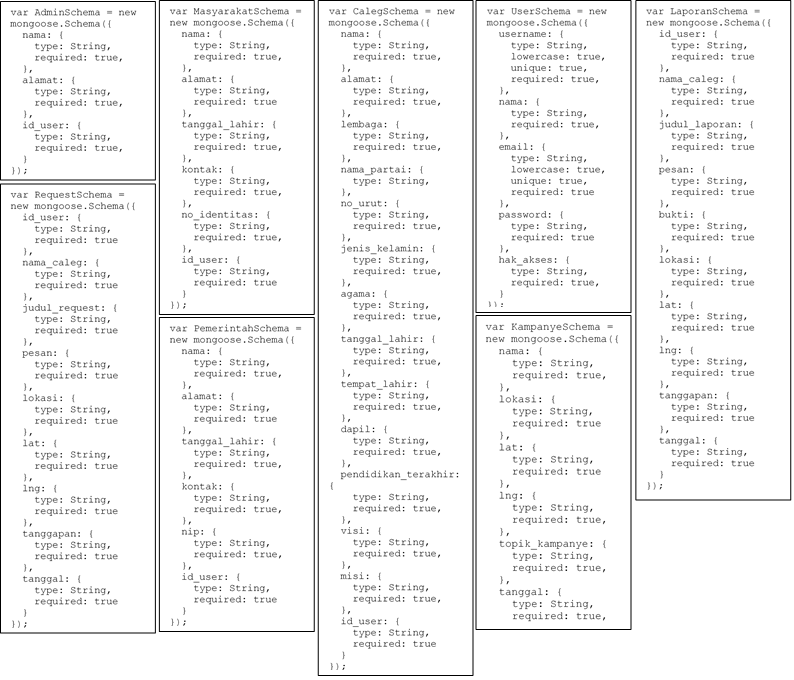 var AdminSchema = new
mongoose.Schema({
nama: {
type: String,
required: true,
},
alamat: {
type: String,
required: true,
},
id_user: {
type: String,
required: true,
}
});
var RequestSchema =
new mongoose.Schema({
id_user: {
type: String,
required: true
},
nama_caleg: {
type: String,
required: true
},
judul_request: {
type: String,
required: true
},
pesan: {
type: String,
required: true
},
lokasi: {
type: String,
required: true
},
lat: {
type: String,
required: true
},
lng: {
type: String,
required: true
},
tanggapan: {
type: String,
required: true
},
tanggal: {
type: String,
required: true
}
});
var MasyarakatSchema =
new mongoose.Schema({
nama: {
type: String,
required: true,
},
alamat: {
type: String,
required: true
},
tanggal_lahir: {
type: String,
required: true,
},
kontak: {
type: String,
required: true,
},
no_identitas: {
type: String,
required: true,
},
id_user: {
type: String,
required: true
}
});
var PemerintahSchema =
new mongoose.Schema({
nama: {
type: String,
required: true,
},
alamat: {
type: String,
required: true
},
tanggal_lahir: {
type: String,
required: true,
},
kontak: {
type: String,
required: true,
},
nip: {
type: String,
required: true,
},
id_user: {
type: String,
required: true
}
});
var CalegSchema = new
mongoose.Schema({
nama: {
type: String,
required: true,
},
alamat: {
type: String,
required: true
},
lembaga: {
type: String,
required: true,
},
nama_partai: {
type: String,
},
no_urut: {
type: String,
required: true,
},
jenis_kelamin: {
type: String,
required: true,
},
agama: {
type: String,
required: true,
},
tanggal_lahir: {
type: String,
required: true,
},
tempat_lahir: {
type: String,
required: true,
},
dapil: {
type: String,
required: true,
},
pendidikan_terakhir:
{
type: String,
required: true,
},
visi: {
type: String,
required: true,
},
misi: {
type: String,
required: true,
},
id_user: {
type: String,
required: true
}
});
var UserSchema = new
mongoose.Schema({
username: {
type: String,
lowercase: true,
unique: true,
required: true,
},
nama: {
type: String,
required: true,
},
email: {
type: String,
lowercase: true,
unique: true,
required: true
},
password: {
type: String,
required: true
},
hak_akses: {
type: String,
required: true,
}
});
var KampanyeSchema =
new mongoose.Schema({
nama: {
type: String,
required: true,
},
lokasi: {
type: String,
required: true
},
lat: {
type: String,
required: true
},
lng: {
type: String,
required: true
},
topik_kampanye: {
type: String,
required: true,
},
tanggal: {
type: String,
required: true,
var LaporanSchema =
new mongoose.Schema({
id_user: {
type: String,
required: true
},
nama_caleg: {
type: String,
required: true
},
judul_laporan: {
type: String,
required: true
},
pesan: {
type: String,
required: true
},
bukti: {
type: String,
required: true
},
lokasi: {
type: String,
required: true
},
lat: {
type: String,
required: true
},
lng: {
type: String,
required: true
},
tanggapan: {
type: String,
required: true
},
tanggal: {
type: String,
required: true
}
});